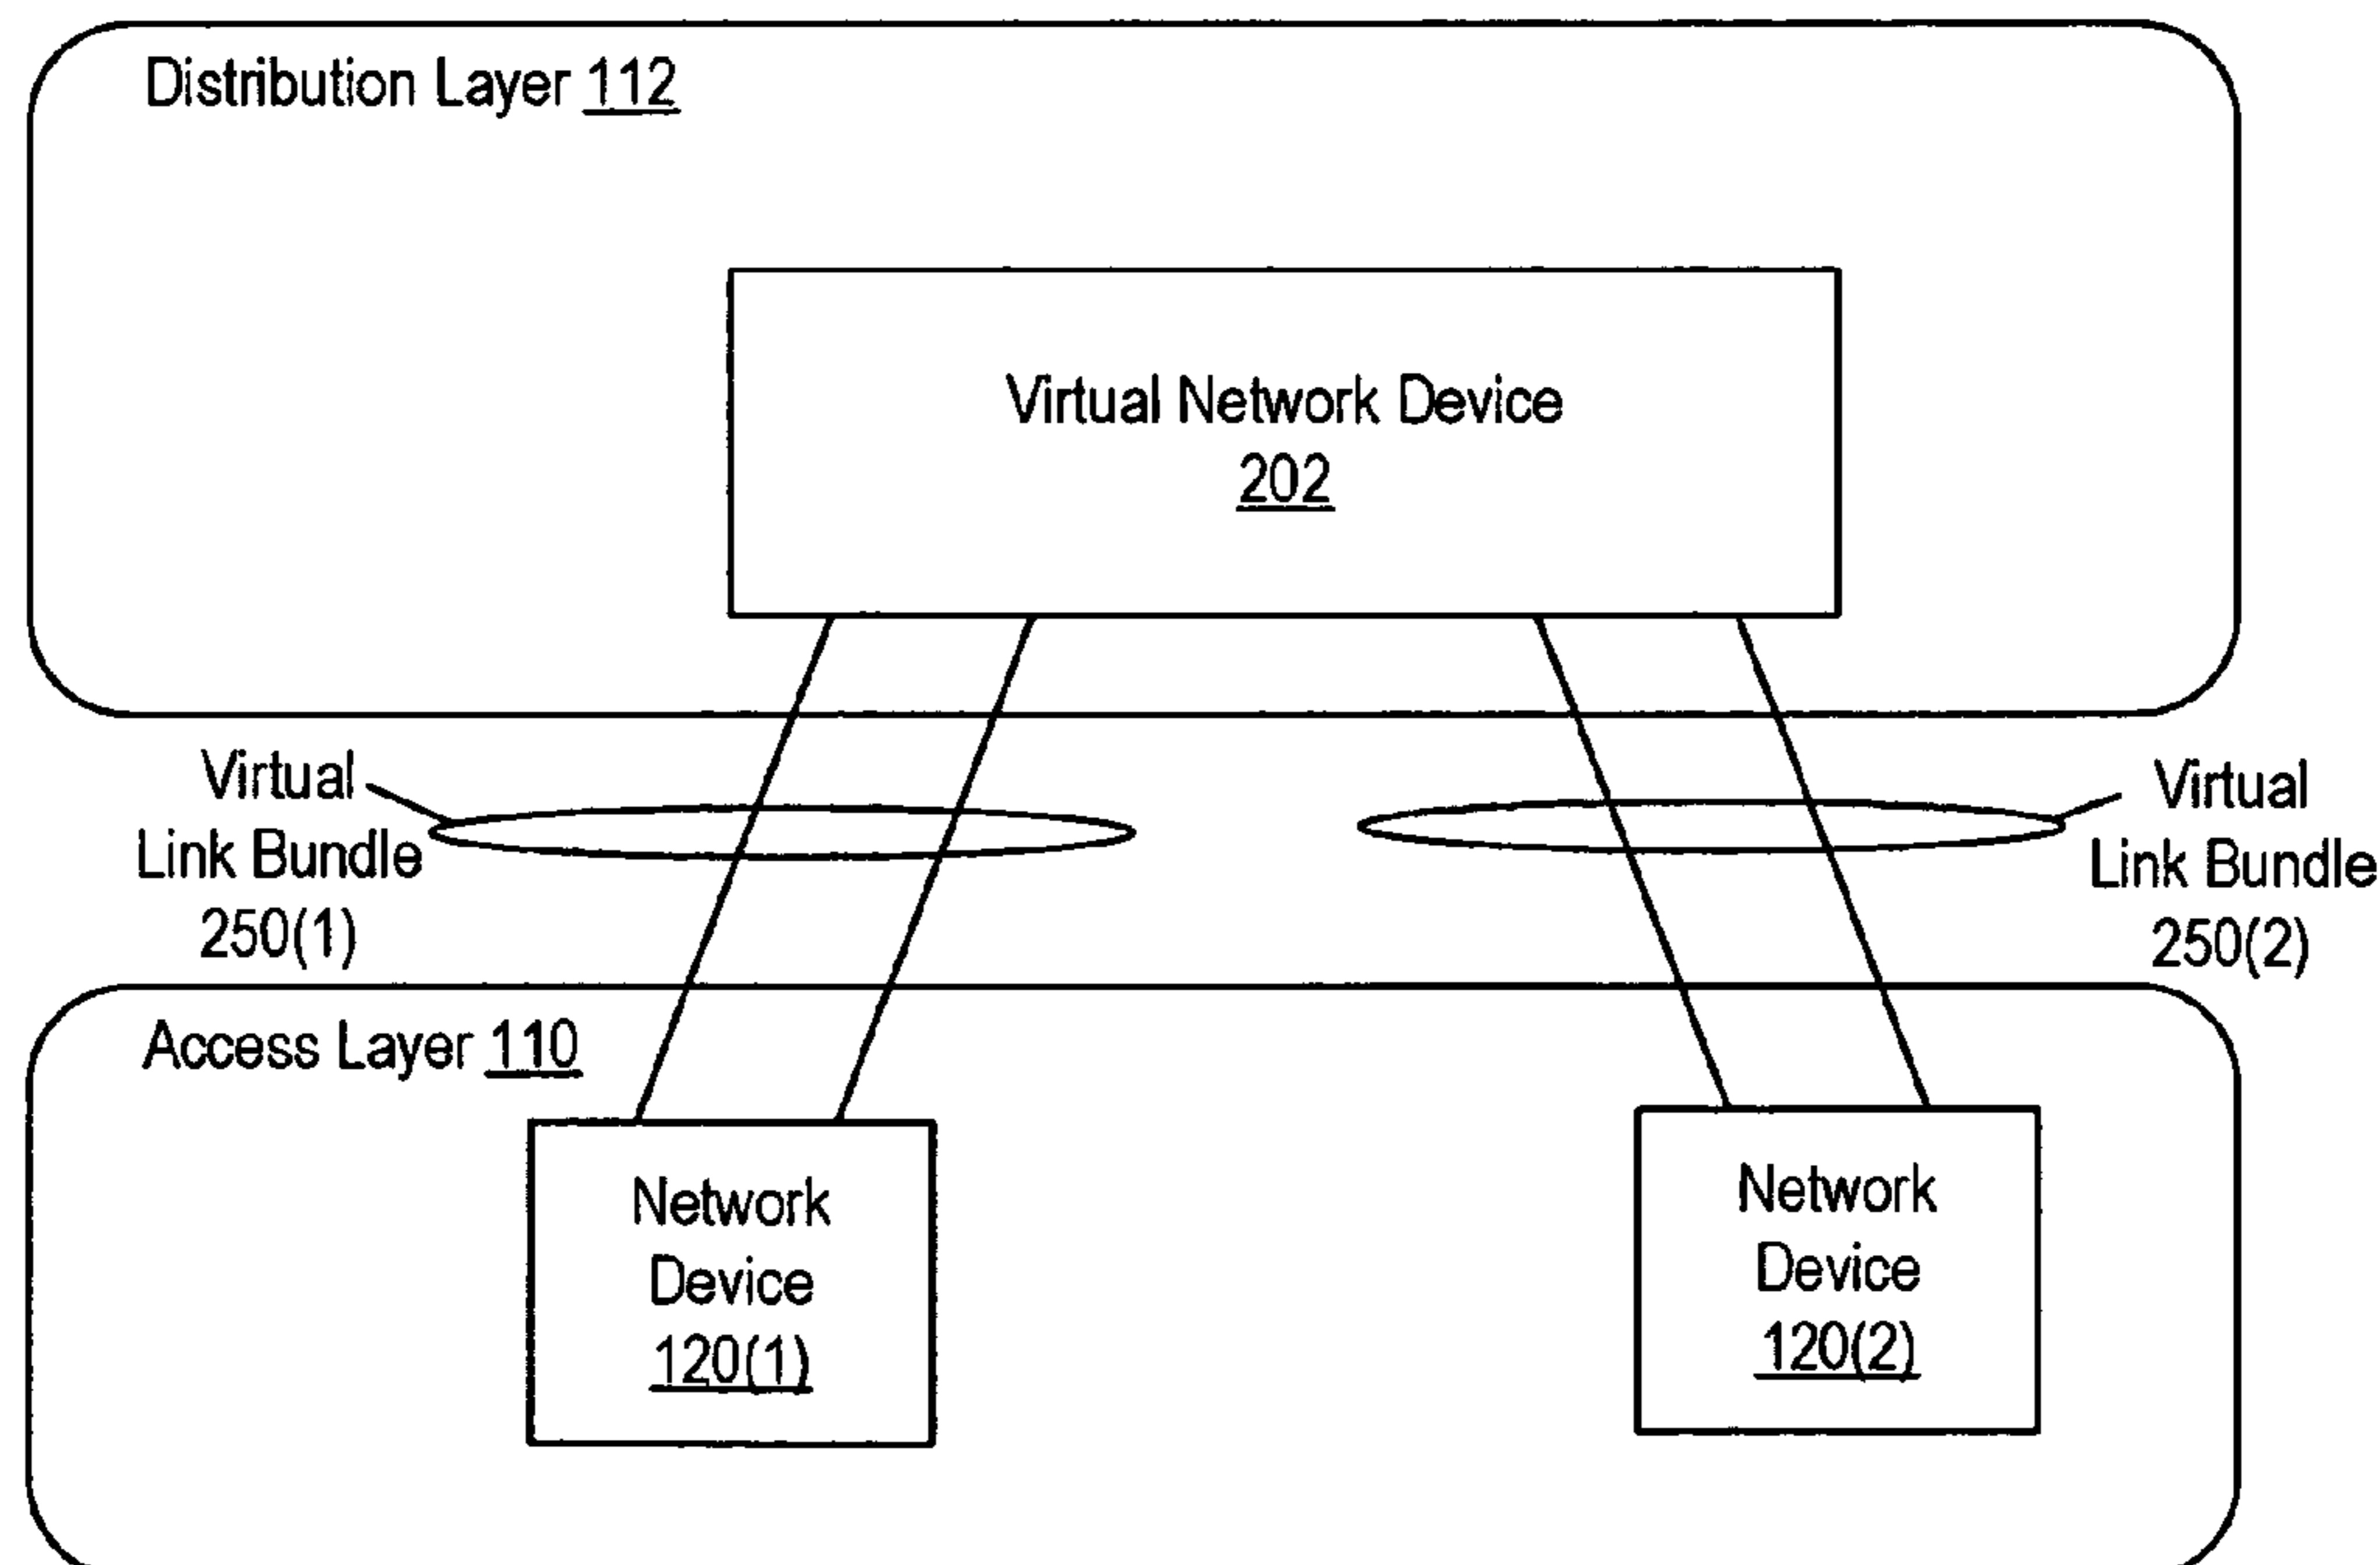 Distribution Layer 112
Virtual Network Device
202
Virtual
Link Bundle
250(1)
Virtual
Link Bundle
250(2)
Access Layer 110
Network
Device
120(1)
Network
Device
120(2)